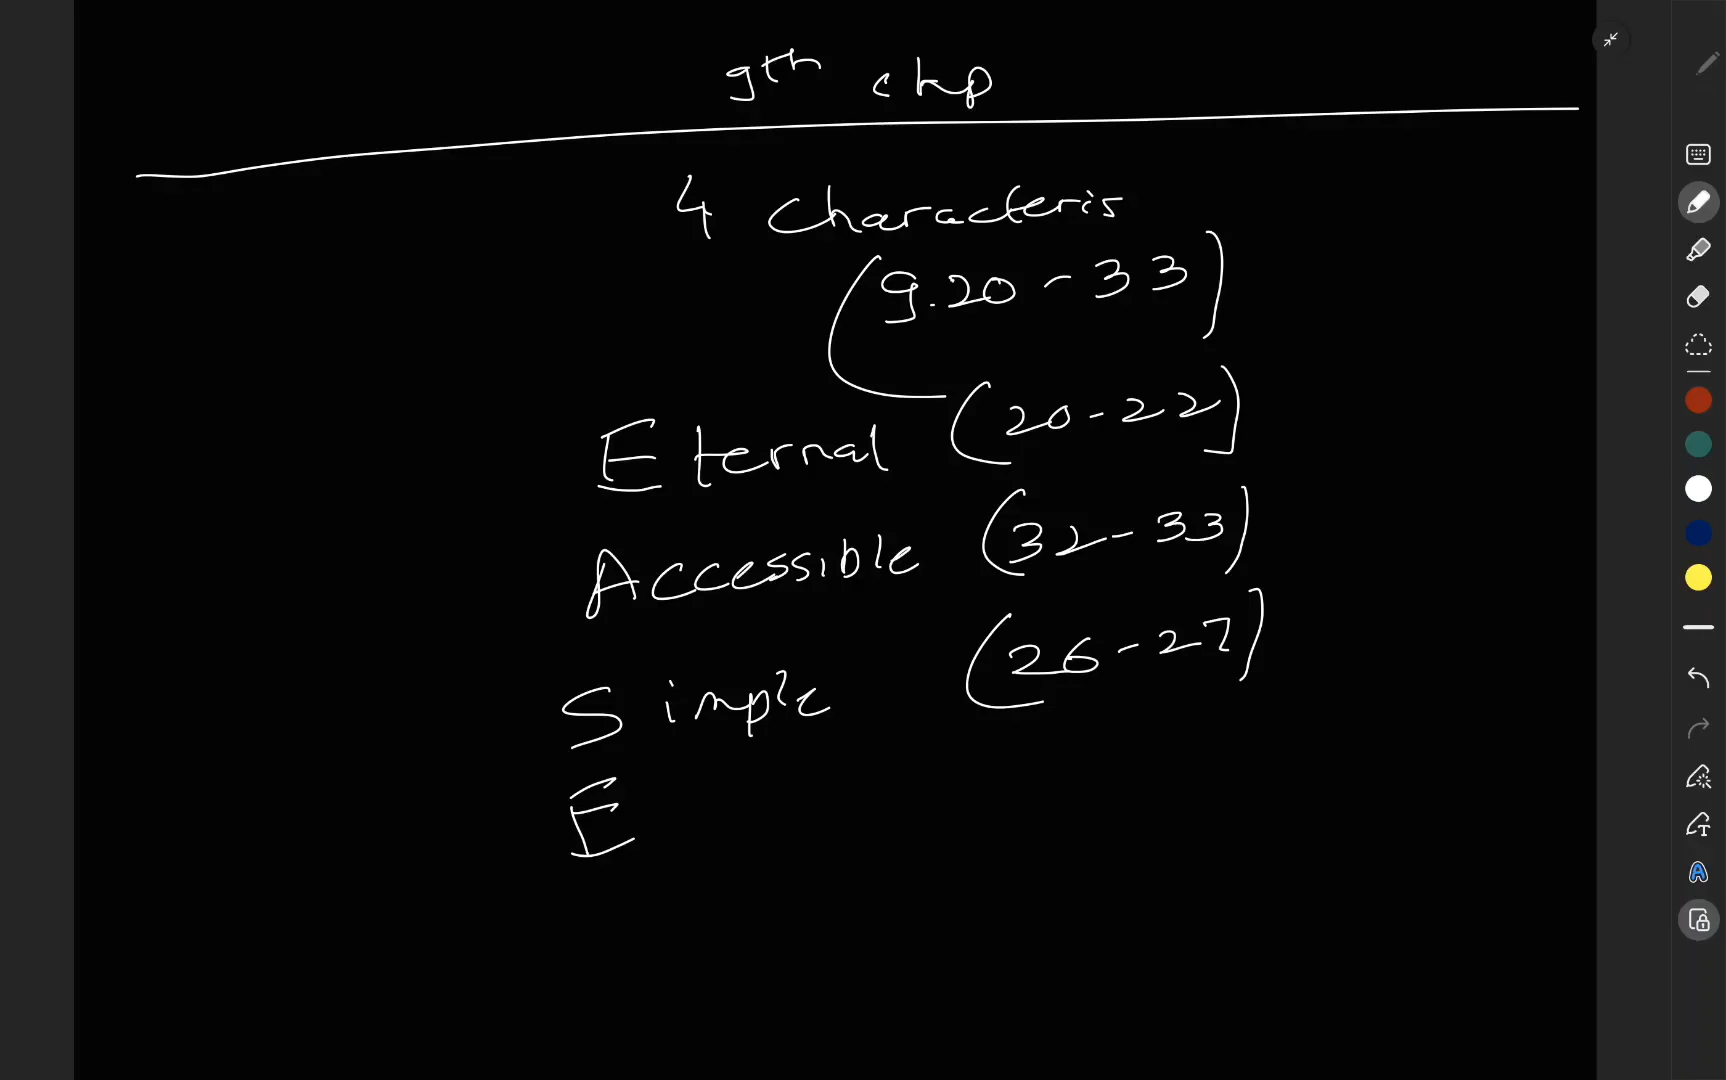 9th chp
4 characteris
(9.20-33)
Eternal (20-22)
Accessible (32-33)
Simple (26-27)
E